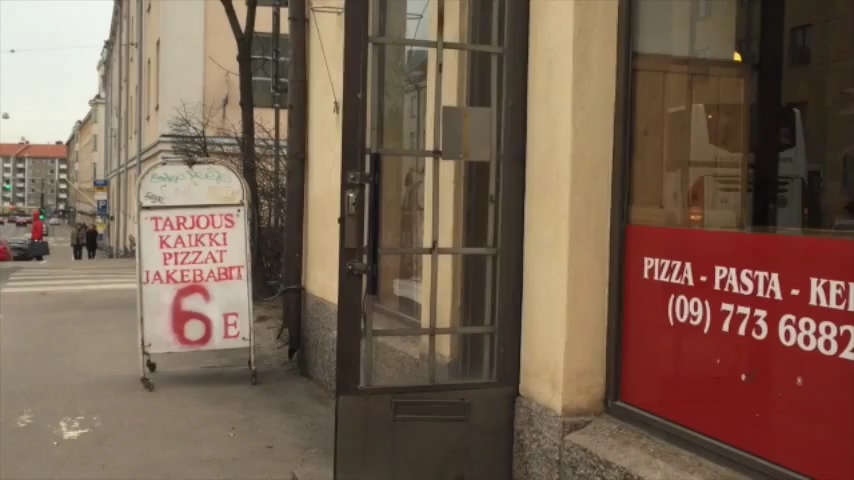 TARJOUS
KAIKKI
PIZZAT
JAKEBABIT
6 E
PIZZA - PASTA - KE
(09) 773 6882